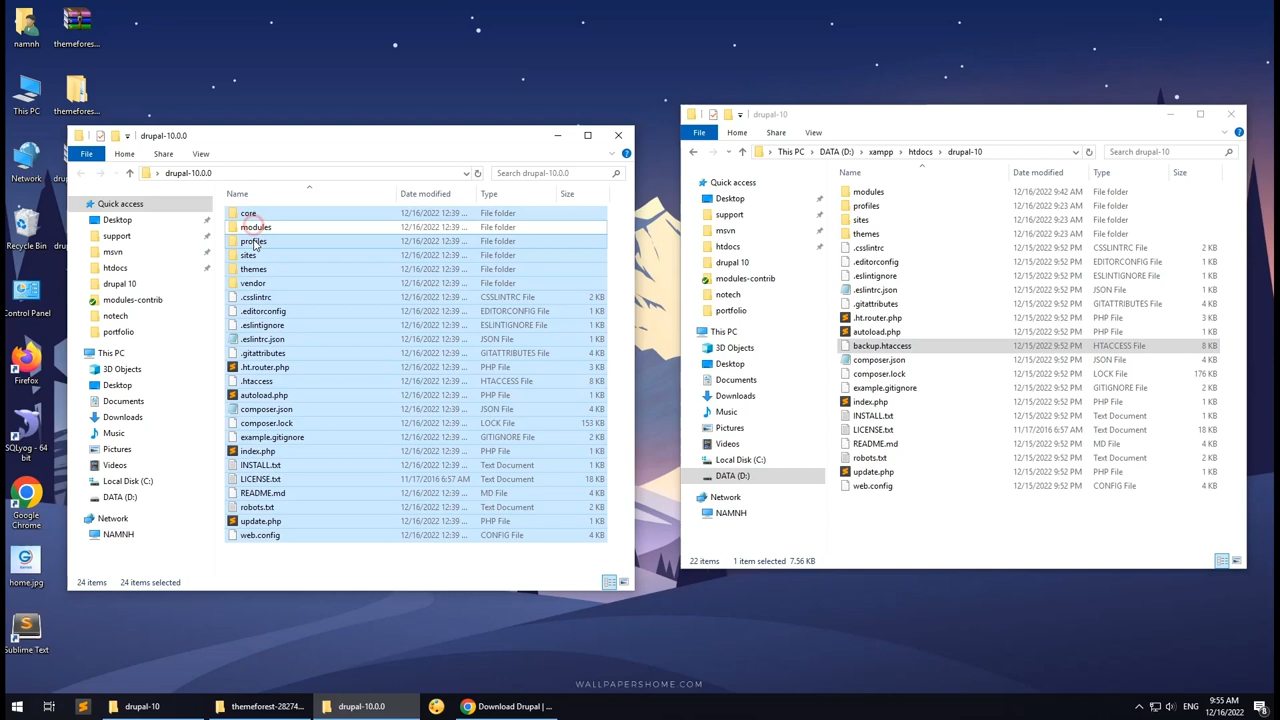 namnh
themefores...
This PC
themefores...
Network
Recycle Bin
Control Panel
Firefox
SQLyog - 64
bit
Google
Chrome
home.jpg
Sublime Text
drupal-10.0.0
File Home Share View
drupal-10.0.0
Search drupal-10.0.0
Quick access
Desktop
support
msvn
htdocs
drupal 10
modules-contrib
notech
portfolio
This PC
3D Objects
Desktop
Documents
Downloads
Music
Pictures
Videos
Local Disk (C:)
DATA (D:)
Network
NAMNH
Name Date modified Type Size
core 12/16/2022 12:39 ... File folder
modules 12/16/2022 12:39 ... File folder
profiles 12/16/2022 12:39 ... File folder
sites 12/16/2022 12:39 ... File folder
themes 12/16/2022 12:39 ... File folder
vendor 12/16/2022 12:39 ... File folder
.csslintrc 12/16/2022 12:39 ... CSSLINTRC File 2 KB
.editorconfig 12/16/2022 12:39 ... EDITORCONFIG File 1 KB
.eslintignore 12/16/2022 12:39 ... ESLINTIGNORE File 1 KB
.eslintrc.json 12/16/2022 12:39 ... JSON File 1 KB
.gitattributes 12/16/2022 12:39 ... GITATTRIBUTES File 4 KB
.ht.router.php 12/16/2022 12:39 ... PHP File 3 KB
.htaccess 12/16/2022 12:39 ... HTACCESS File 8 KB
autoload.php 12/16/2022 12:39 ... PHP File 1 KB
composer.json 12/16/2022 12:39 ... JSON File 4 KB
composer.lock 12/16/2022 12:39 ... LOCK File 153 KB
example.gitignore 12/16/2022 12:39 ... GITIGNORE File 2 KB
index.php 12/16/2022 12:39 ... PHP File 1 KB
INSTALL.txt 12/16/2022 12:39 ... Text Document 1 KB
LICENSE.txt 11/17/2016 6:57 AM Text Document 18 KB
README.md 12/16/2022 12:39 ... MD File 4 KB
robots.txt 12/16/2022 12:39 ... Text Document 2 KB
update.php 12/16/2022 12:39 ... PHP File 1 KB
web.config 12/16/2022 12:39 ... CONFIG File 4 KB
24 items 24 items selected
drupal-10
File Home Share View
This PC DATA (D:) xampp htdocs drupal-10
Search drupal-10
Quick access
Desktop
support
msvn
htdocs
drupal 10
modules-contrib
notech
portfolio
This PC
3D Objects
Desktop
Documents
Downloads
Music
Pictures
Videos
Local Disk (C:)
DATA (D:)
Network
NAMNH
Name Date modified Type Size
modules 12/16/2022 9:42 AM File folder
profiles 12/16/2022 9:23 AM File folder
sites 12/16/2022 9:23 AM File folder
themes 12/16/2022 9:42 AM File folder
.csslintrc 12/15/2022 9:52 PM CSSLINTRC File 2 KB
.editorconfig 12/15/2022 9:52 PM EDITORCONFIG File 1 KB
.eslintignore 12/15/2022 9:52 PM ESLINTIGNORE File 1 KB
.eslintrc.json 12/15/2022 9:52 PM JSON File 1 KB
.gitattributes 12/15/2022 9:52 PM GITATTRIBUTES File 4 KB
.ht.router.php 12/15/2022 9:52 PM PHP File 3 KB
autoload.php 12/15/2022 9:52 PM PHP File 1 KB
backup.htaccess 12/15/2022 9:52 PM HTACCESS File 8 KB
composer.json 12/15/2022 9:52 PM JSON File 4 KB
composer.lock 12/15/2022 9:52 PM LOCK File 176 KB
example.gitignore 12/15/2022 9:52 PM GITIGNORE File 2 KB
index.php 12/15/2022 9:52 PM PHP File 1 KB
INSTALL.txt 12/15/2022 9:52 PM Text Document 1 KB
LICENSE.txt 11/17/2016 6:57 AM Text Document 18 KB
README.md 12/15/2022 9:52 PM MD File 4 KB
robots.txt 12/15/2022 9:52 PM Text Document 2 KB
update.php 12/15/2022 9:52 PM PHP File 1 KB
web.config 12/15/2022 9:52 PM CONFIG File 4 KB
22 items 1 item selected 7.56 KB
WALLPAPERSHOME.COM
drupal-10
themeforest-28274...
drupal-10.0.0
Download Drupal | ...
9:55 AM
12/16/2022
8